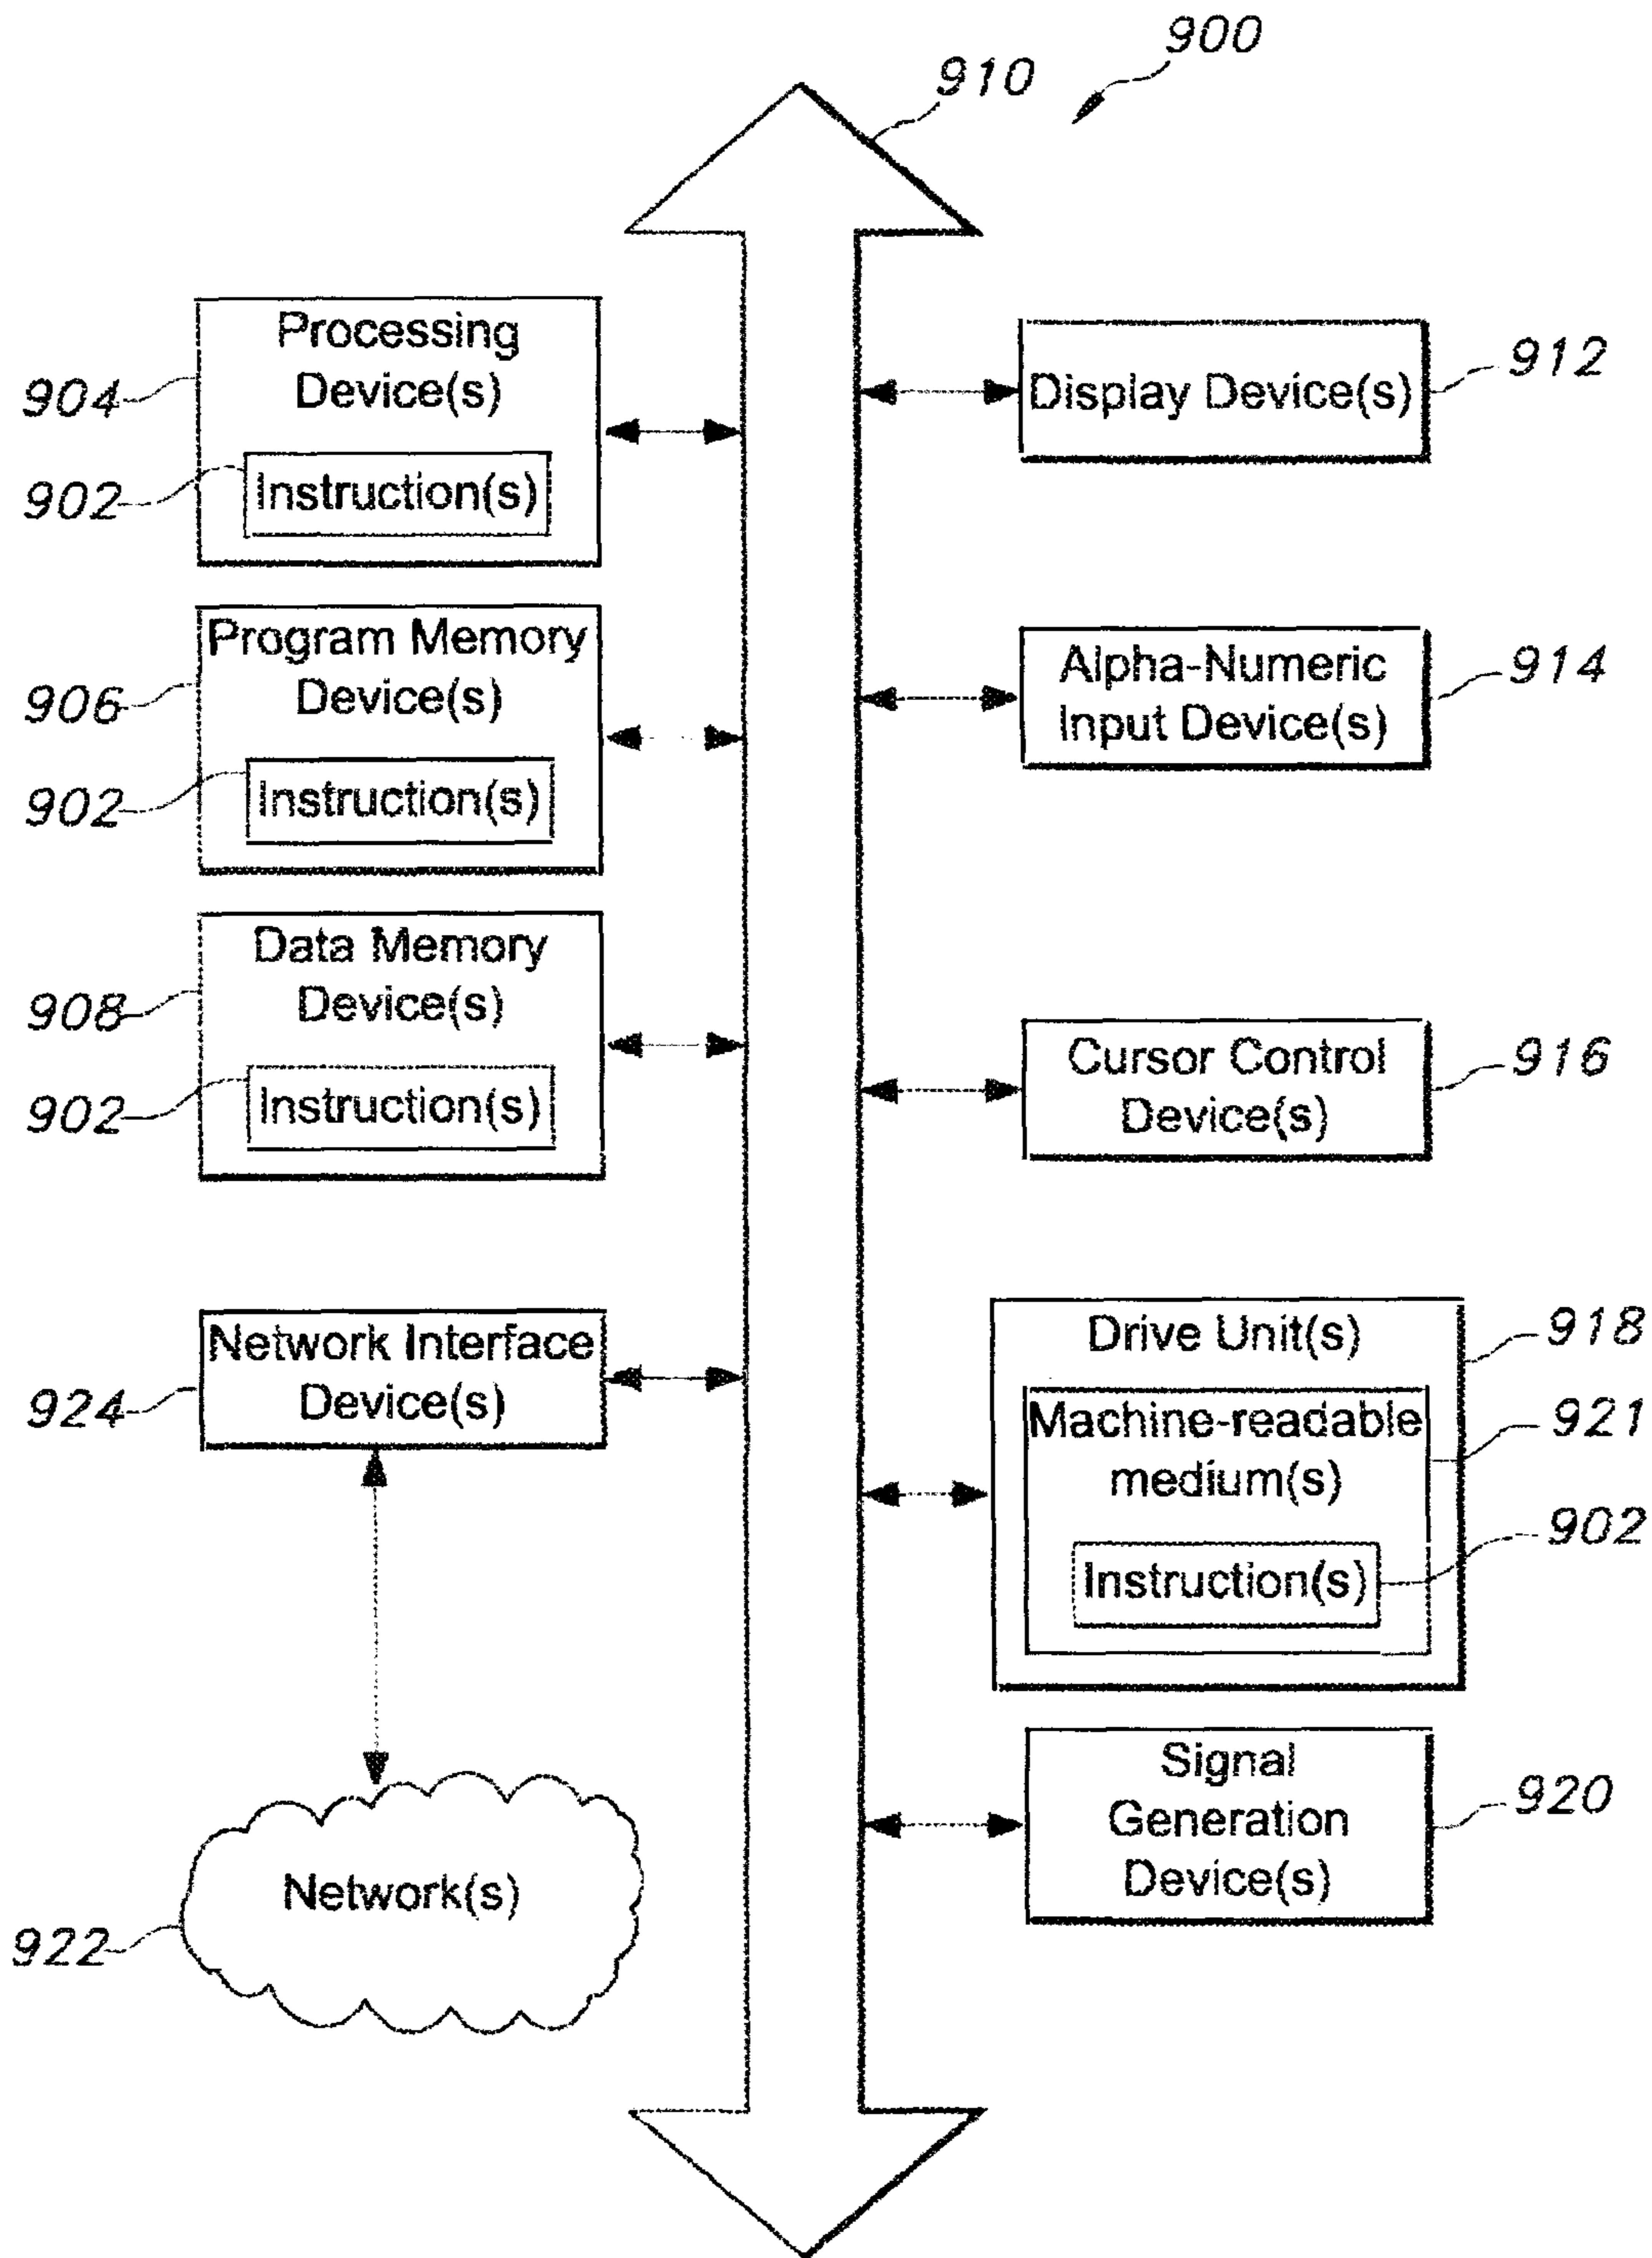 900
910
Processing
Device(s)
904
902
Instruction(s)
Program Memory
Device(s)
906
902
Instruction(s)
Data Memory
Device(s)
908
902
Instruction(s)
Network Interface
Device(s)
924
Network(s)
922
Display Device(s)
912
Alpha-Numeric
Input Device(s)
914
Cursor Control
Device(s)
916
Drive Unit(s)
918
Machine-readable
medium(s)
921
902
Instruction(s)
Signal
Generation
Device(s)
920